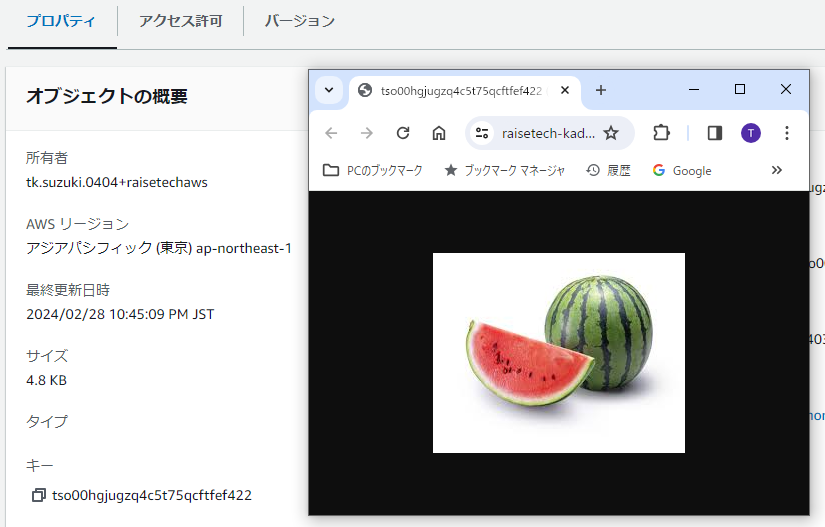 プロパティ
アクセス許可
バージョン
オブジェクトの概要
所有者
tk.suzuki.0404+raisetechaws
AWS リージョン
アジアパシフィック (東京) ap-northeast-1
最終更新日時
2024/02/28 10:45:09 PM JST
サイズ
4.8 KB
タイプ
キー
tso00hgjugzq4c5t75qcftfef422
tso00hgjugzq4c5t75qcftfef422
raisetech-kad...
T
PCのブックマーク
ブックマーク マネージャ
履歴
G Google